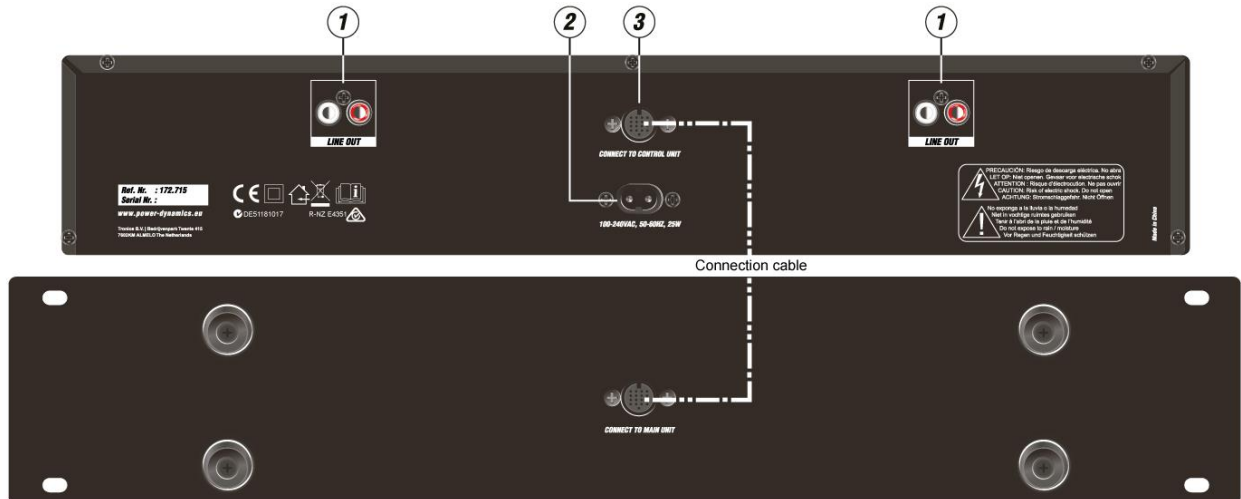 1
2
3
1
LINE OUT
LINE OUT
CONNECT TO CONTROL UNIT
Ref. Nr. : 172.715
Serial Nr. :
www.power-dynamics.eu
Tronios B.V. | Bedrijvenpark Twente 415
7602KM ALMELO The Netherlands
CE
DE51181017
R-NZ E4351
100-240VAC, 50-60HZ, 25W
PRECAUCIÓN: Riesgo de descarga eléctrica. No abra
LET OP: Niet openen. Gevaar voor electrische schok
ATTENTION : Risque d'électrocution. Ne pas ouvrir
CAUTION: Risk of electric shock. Do not open
ACHTUNG: Stromschlaggefahr. Nicht Öffnen
No exponga a la lluvia o la humedad
Niet in vochtige ruimtes gebruiken
Tenir à l'abri de la pluie et de l'humidité
Do not expose to rain / moisture
Vor Regen und Feuchtigkeit schützen
Made in China
Connection cable
CONNECT TO MAIN UNIT